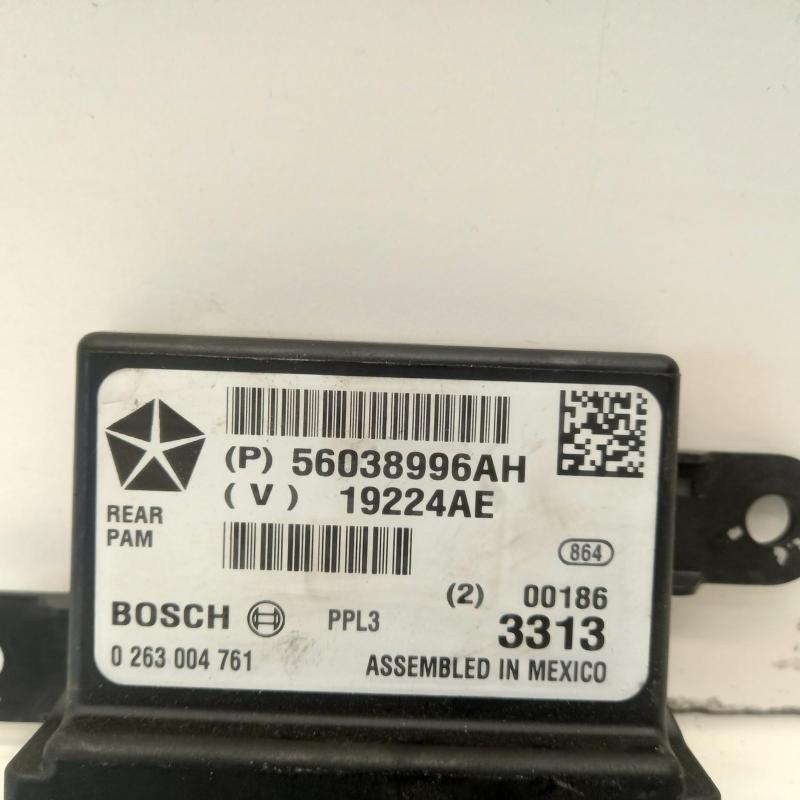 (P) 56038996AH
(V) 19224AE
REAR
PAM
864
(2) 00186
BOSCH PPL3 3313
0 263 004 761 ASSEMBLED IN MEXICO